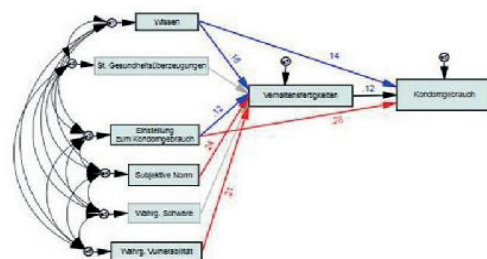 Wissen
.14
.16
St. Gesundheitsüberzeugungen
Verhaltensfertigkeiten
.12
Kondomgebrauch
.12
Einstellung
zum Kondomgebrauch
.28
.24
Subjektive Norm
Wahrg. Schwere
.21
Wahrg. Vulnerabilität